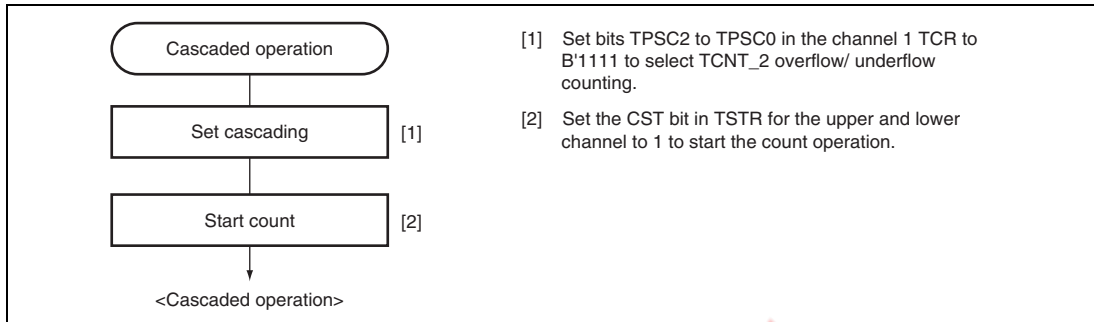 Cascaded operation
Set cascading [1]
Start count [2]
<Cascaded operation>
[1] Set bits TPSC2 to TPSC0 in the channel 1 TCR to
B'1111 to select TCNT_2 overflow/ underflow
counting.
[2] Set the CST bit in TSTR for the upper and lower
channel to 1 to start the count operation.